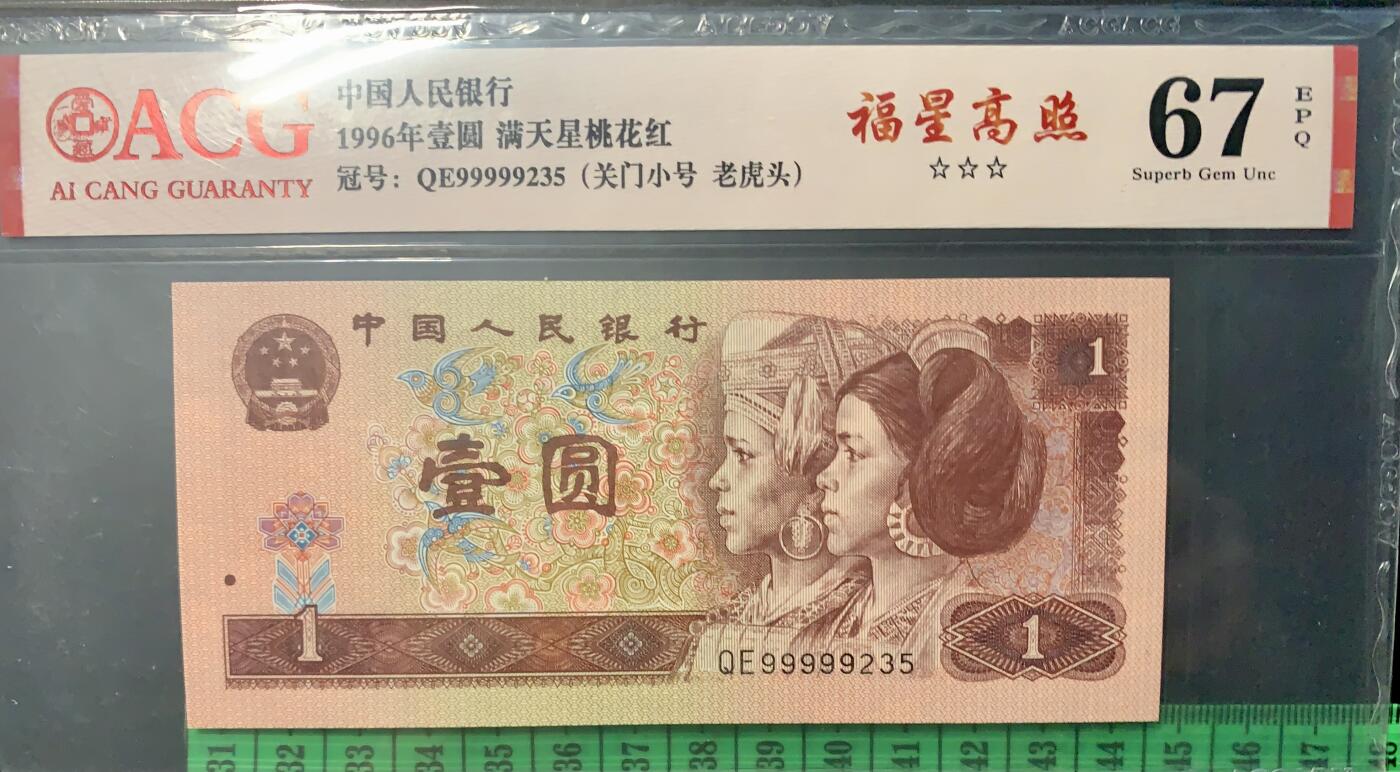 ACG
AI CANG GUARANTY
中国人民银行
1996年壹圆 满天星桃花红
冠号：QE99999235（关门小号 老虎头）
福星高照
☆☆☆
67
Superb Gem Unc
EPQ
中国人民银行
1
壹圆
1
QE99999235
1
31 32 33 34 35 36 37 38 39 40 41 42 43 44 45 46 47